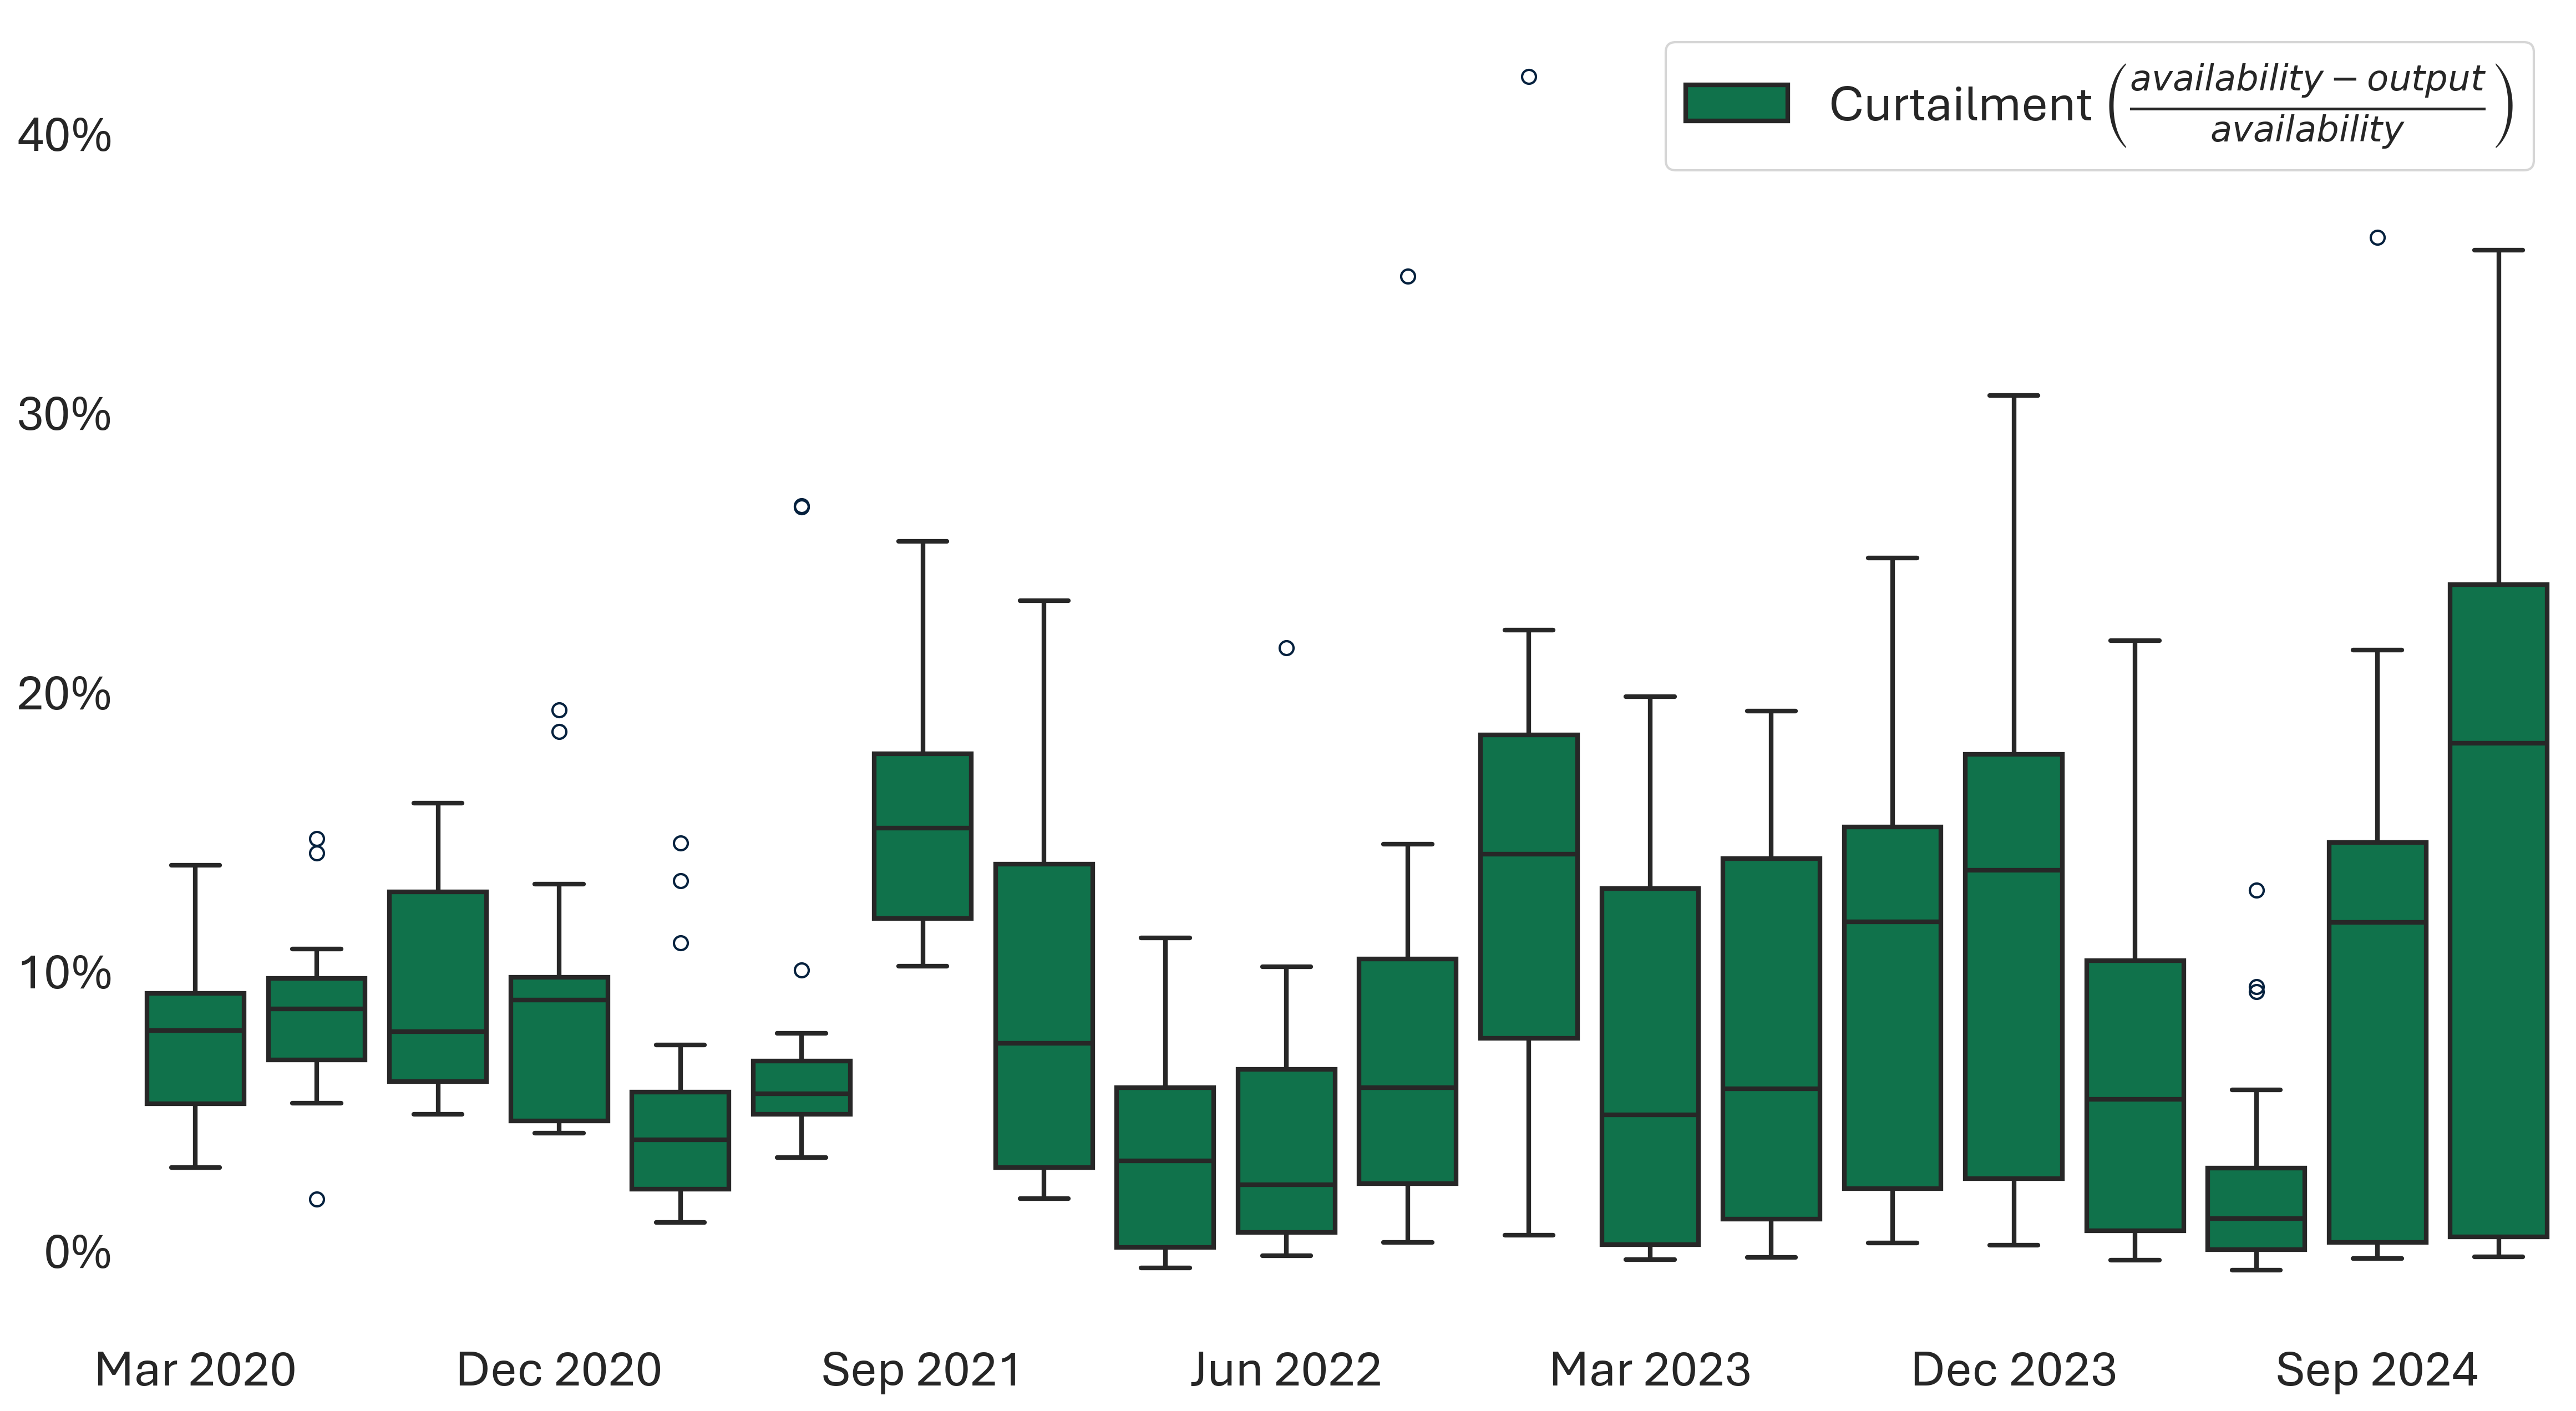 Curtailment (availability − output / availability)
40%
30%
20%
10%
0%
Mar 2020 Dec 2020 Sep 2021 Jun 2022 Mar 2023 Dec 2023 Sep 2024